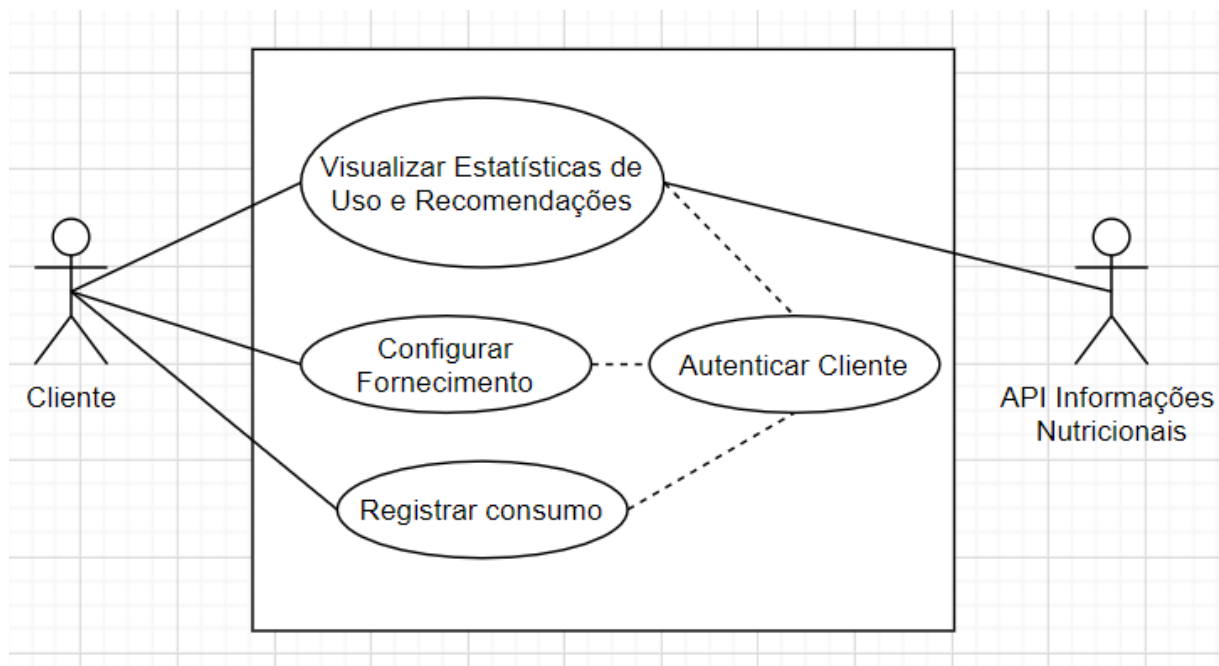 Visualizar Estatísticas de
Uso e Recomendações
Configurar
Fornecimento
Autenticar Cliente
Cliente
API Informações
Nutricionais
Registrar consumo